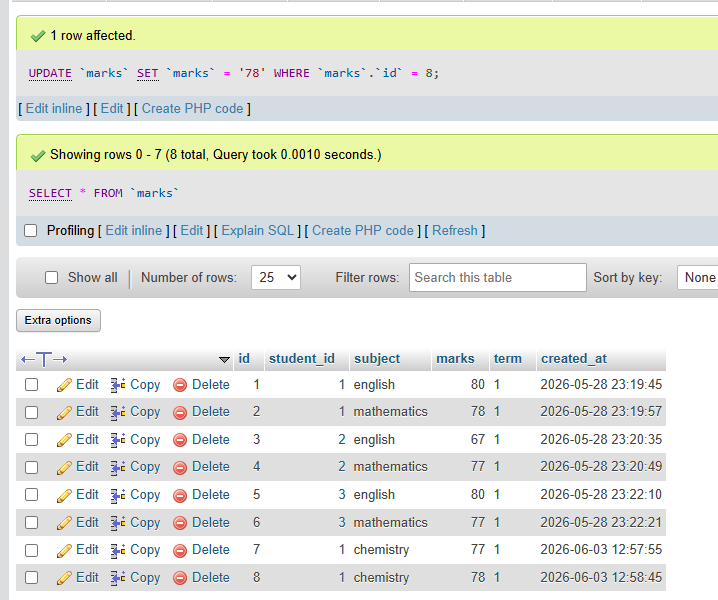 1 row affected.
UPDATE `marks` SET `marks` = '78' WHERE `marks`.`id` = 8;
[ Edit inline ] [ Edit ] [ Create PHP code ]
Showing rows 0 - 7 (8 total, Query took 0.0010 seconds.)
SELECT * FROM `marks`
Profiling [ Edit inline ] [ Edit ] [ Explain SQL ] [ Create PHP code ] [ Refresh ]
Show all | Number of rows: 25 Filter rows: Search this table Sort by key: None
Extra options
←T→ id student_id subject marks term created_at
Edit Copy Delete 1 1 english 80 1 2026-05-28 23:19:45
Edit Copy Delete 2 1 mathematics 78 1 2026-05-28 23:19:57
Edit Copy Delete 3 2 english 67 1 2026-05-28 23:20:35
Edit Copy Delete 4 2 mathematics 77 1 2026-05-28 23:20:49
Edit Copy Delete 5 3 english 80 1 2026-05-28 23:22:10
Edit Copy Delete 6 3 mathematics 77 1 2026-05-28 23:22:21
Edit Copy Delete 7 1 chemistry 77 1 2026-06-03 12:57:55
Edit Copy Delete 8 1 chemistry 78 1 2026-06-03 12:58:45